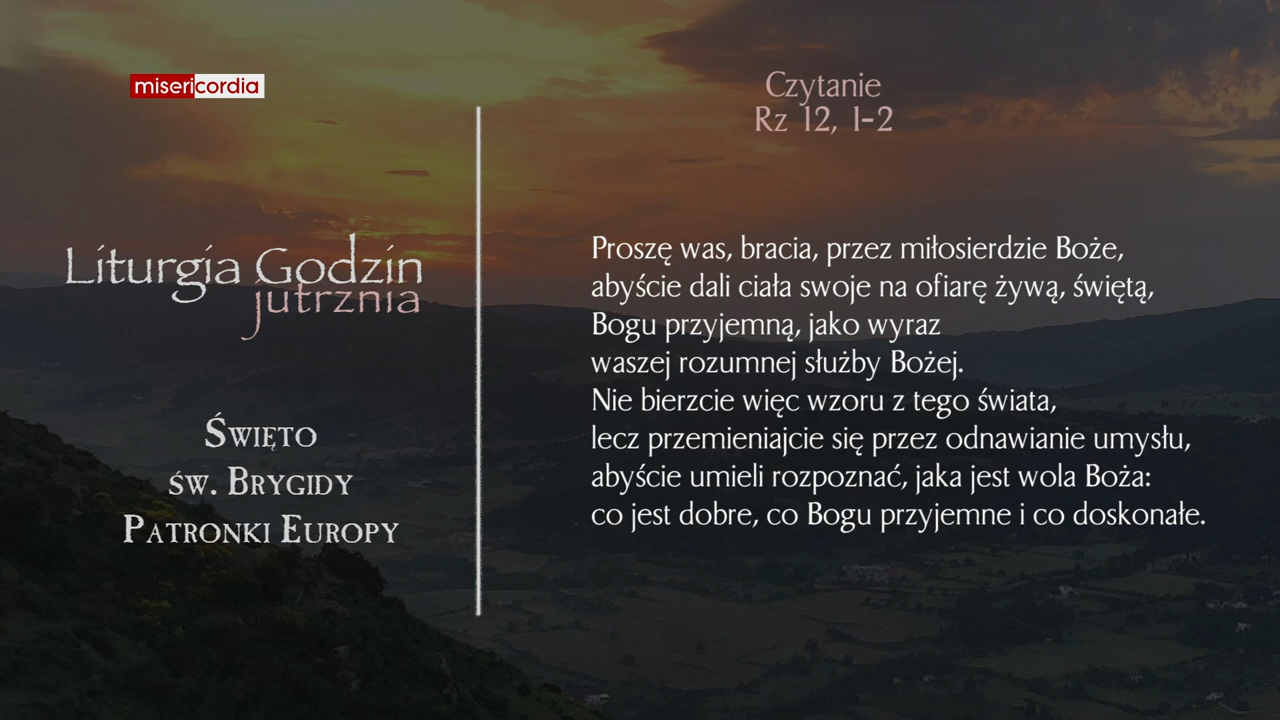 misericordia
Liturgia Godzin
jutrznia
Święto
św. Brygidy
Patronki Europy
Czytanie
Rz 12, 1-2
Proszę was, bracia, przez miłosierdzie Boże,
abyście dali ciała swoje na ofiarę żywą, świętą,
Bogu przyjemną, jako wyraz
waszej rozumnej służby Bożej.
Nie bierzcie więc wzoru z tego świata,
lecz przemieniajcie się przez odnawianie umysłu,
abyście umieli rozpoznać, jaka jest wola Boża:
co jest dobre, co Bogu przyjemne i co doskonałe.